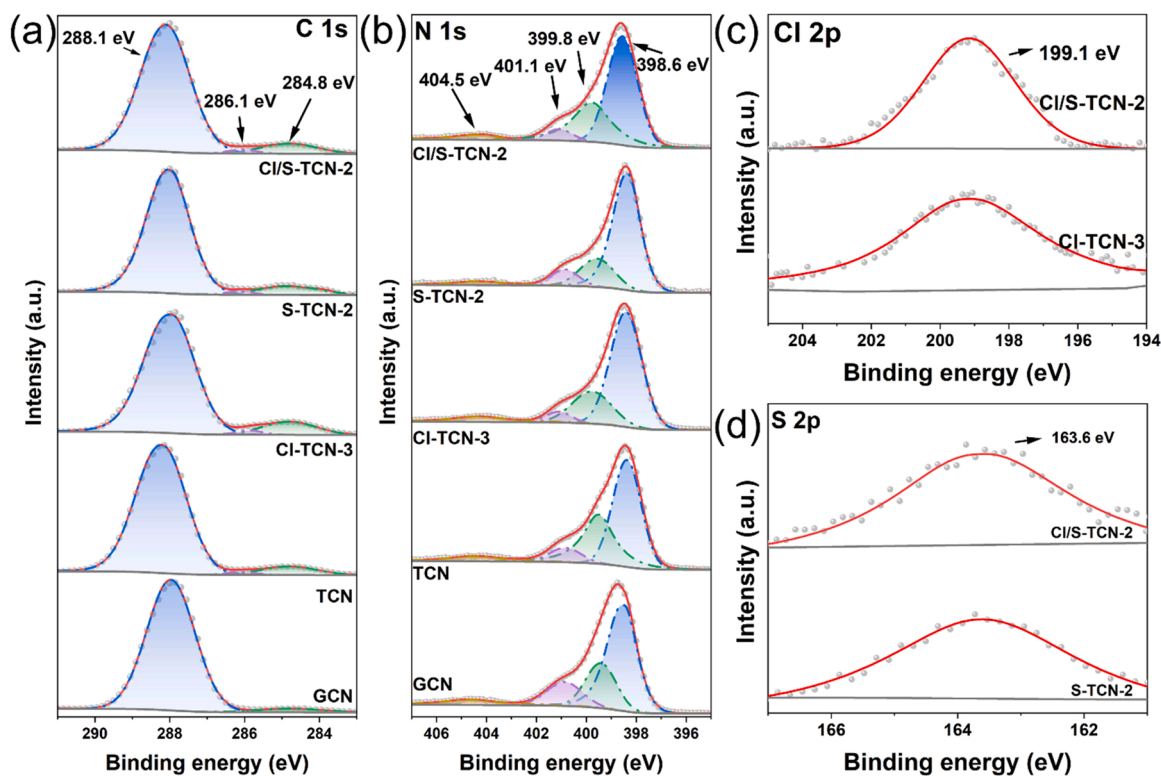 (a)
C 1s
288.1 eV
286.1 eV
284.8 eV
Cl/S-TCN-2
S-TCN-2
Cl-TCN-3
TCN
GCN
Intensity (a.u.)
290 288 286 284
Binding energy (eV)
(b)
N 1s
404.5 eV
401.1 eV
399.8 eV
398.6 eV
Cl/S-TCN-2
S-TCN-2
Cl-TCN-3
TCN
GCN
Intensity (a.u.)
406 404 402 400 398 396
Binding energy (eV)
(c)
Cl 2p
199.1 eV
Cl/S-TCN-2
Cl-TCN-3
Intensity (a.u.)
204 202 200 198 196 194
Binding energy (eV)
(d)
S 2p
163.6 eV
Cl/S-TCN-2
S-TCN-2
Intensity (a.u.)
166 164 162
Binding energy (eV)